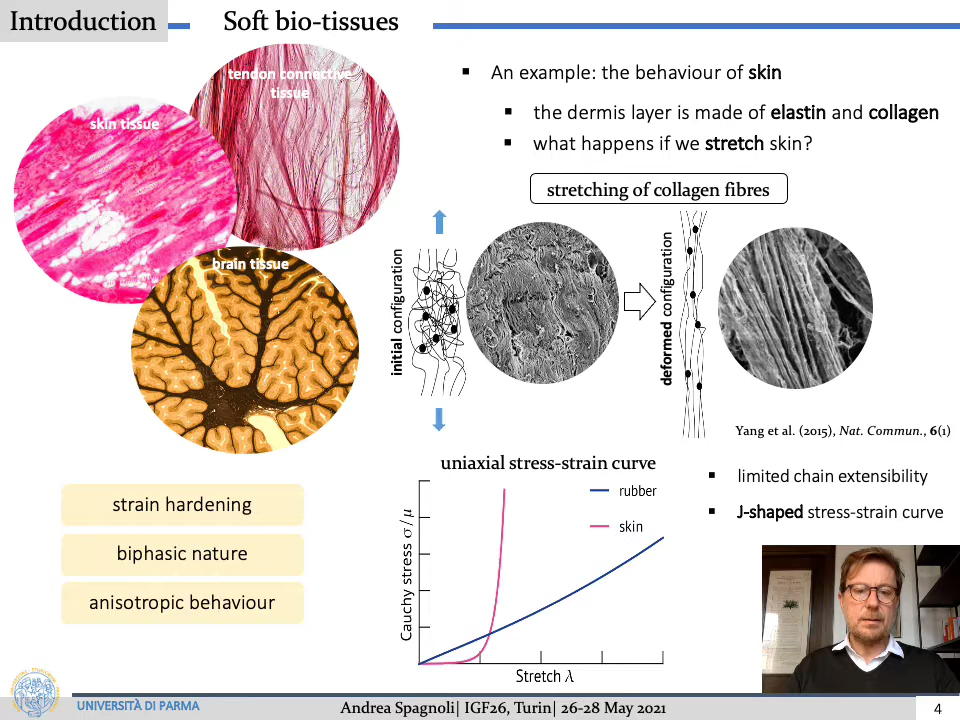 Introduction
Soft bio-tissues
tendon connective
tissue
skin tissue
brain tissue
▪ An example: the behaviour of skin
▪ the dermis layer is made of elastin and collagen
▪ what happens if we stretch skin?
stretching of collagen fibres
initial configuration
deformed configuration
Yang et al. (2015), Nat. Commun., 6(1)
strain hardening
biphasic nature
anisotropic behaviour
uniaxial stress-strain curve
rubber
skin
Cauchy stress σ/μ
Stretch λ
▪ limited chain extensibility
▪ J-shaped stress-strain curve
UNIVERSITÀ DI PARMA
Andrea Spagnoli| IGF26, Turin| 26-28 May 2021
4